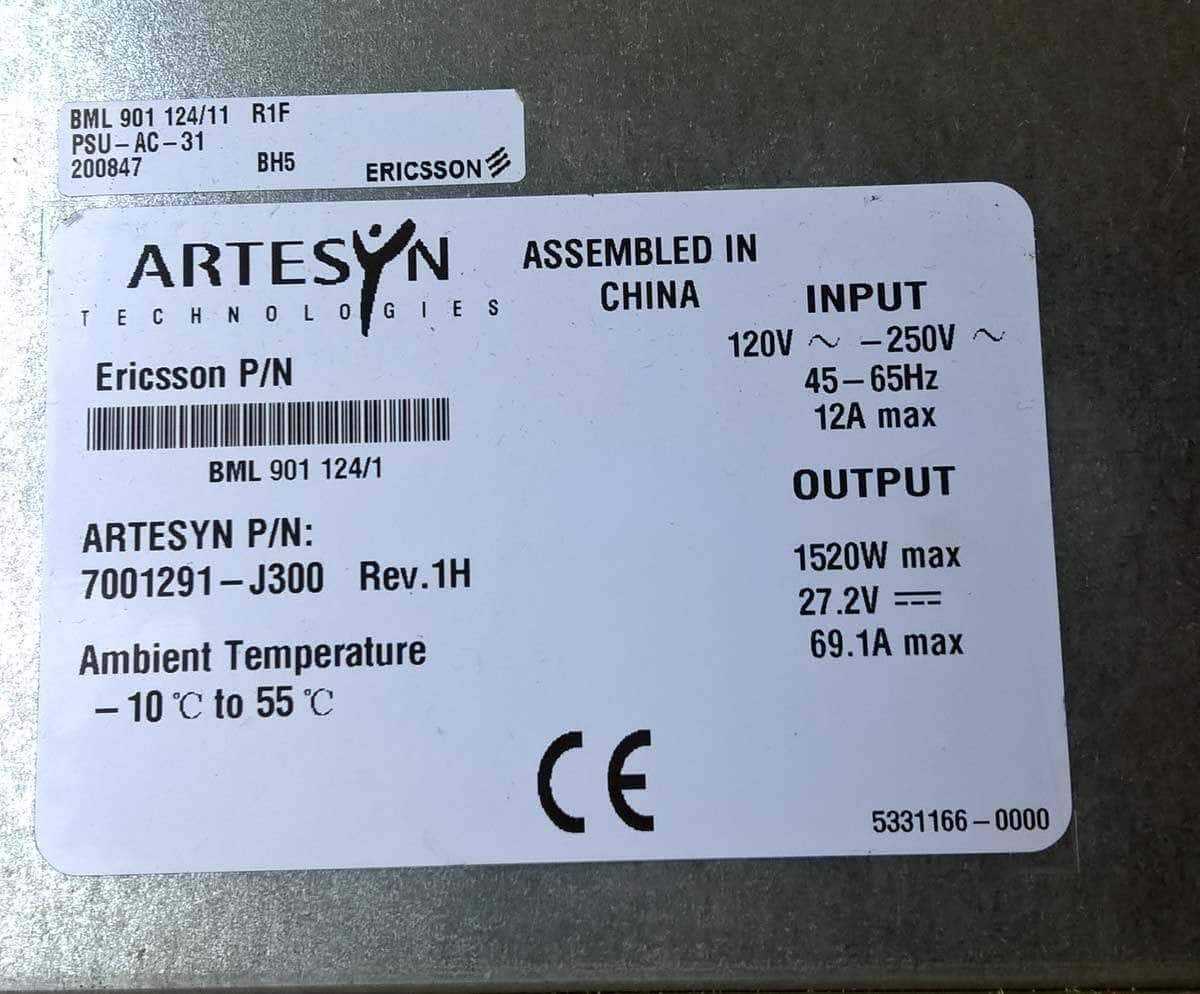 BML 901 124/11 R1F
PSU-AC-31
200847 BH5 ERICSSON
ARTESYN
TECHNOLOGIES
ASSEMBLED IN
CHINA
Ericsson P/N
BML 901 124/1
ARTESYN P/N:
7001291-J300 Rev.1H
Ambient Temperature
-10℃ to 55℃
INPUT
120V ~ -250V ~
45-65Hz
12A max
OUTPUT
1520W max
27.2V ⎓
69.1A max
CE
5331166-0000